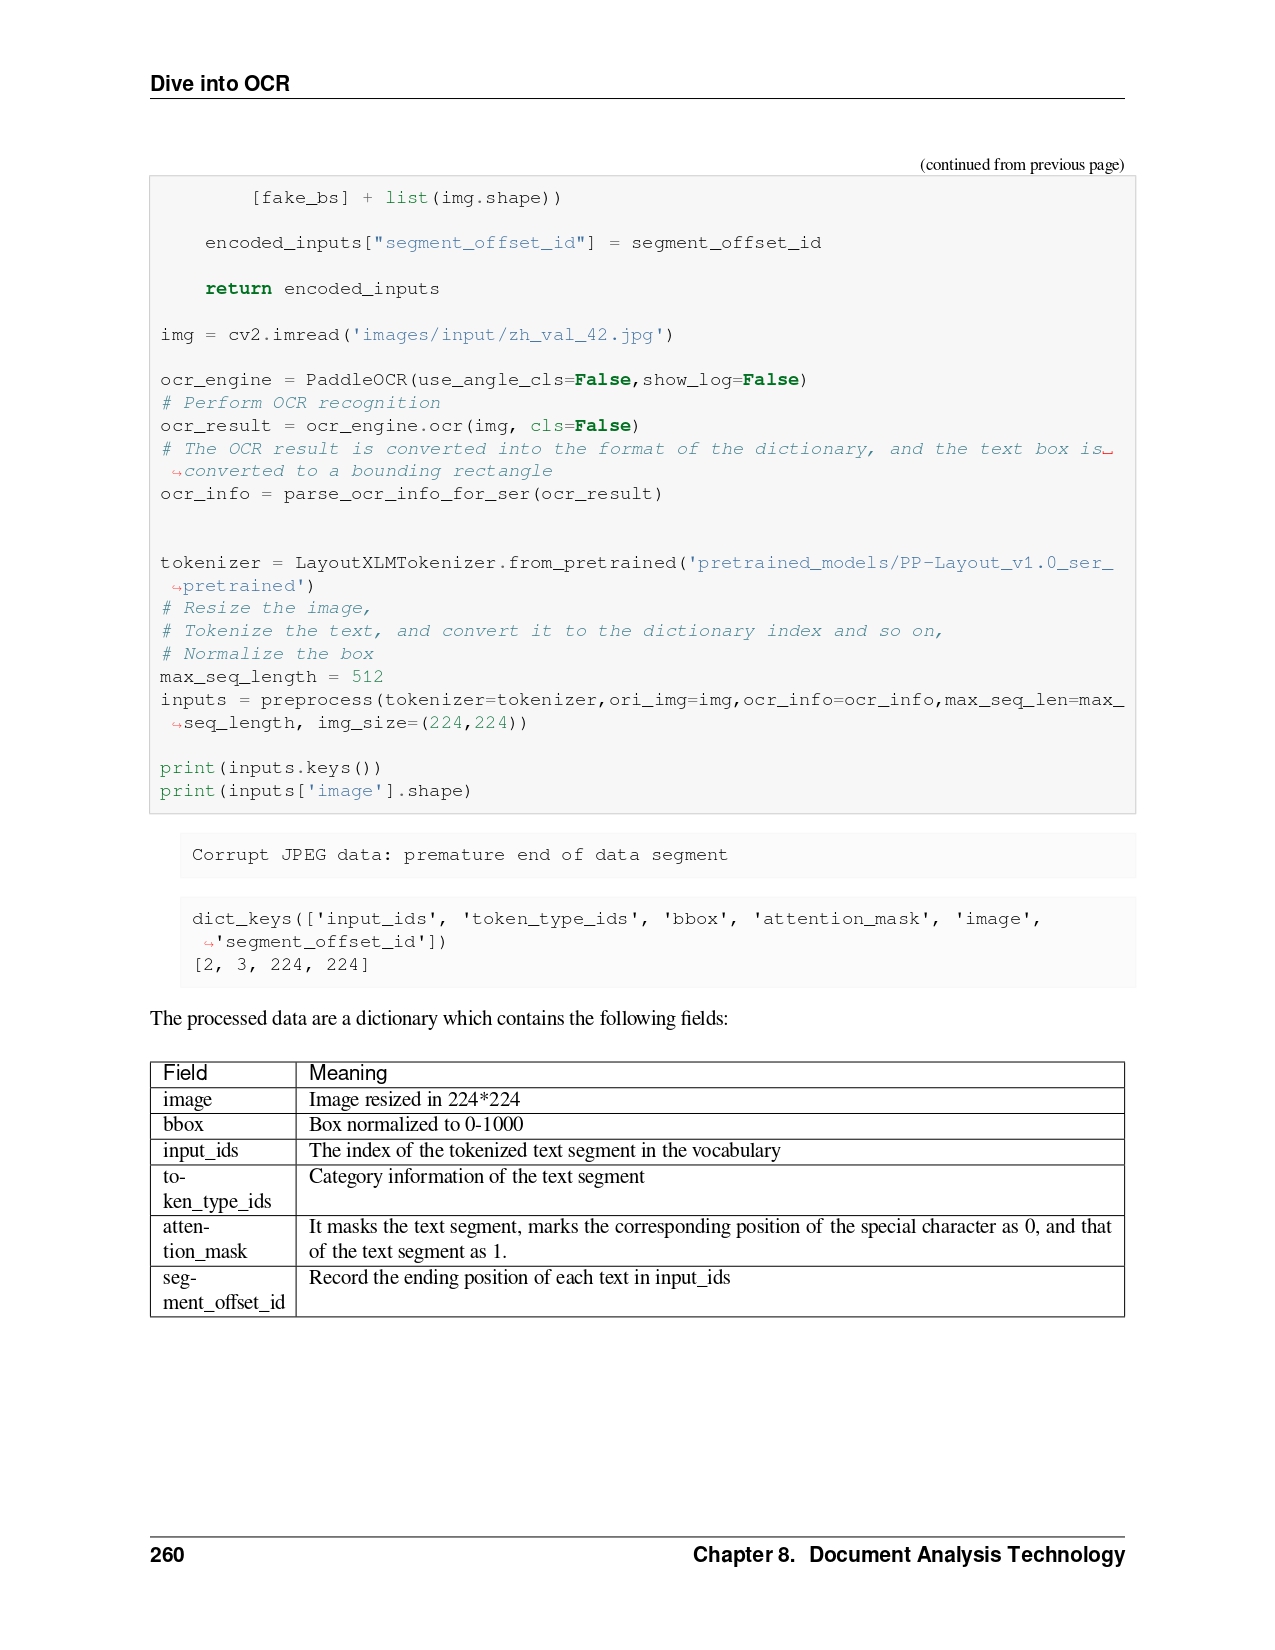 Dive into OCR
(continued from previous page)
        [fake_bs] + list(img.shape))
    encoded_inputs["segment_offset_id"] = segment_offset_id
    return encoded_inputs
img = cv2.imread('images/input/zh_val_42.jpg')
ocr_engine = PaddleOCR(use_angle_cls=False,show_log=False)
# Perform OCR recognition
ocr_result = ocr_engine.ocr(img, cls=False)
# The OCR result is converted into the format of the dictionary, and the text box is␣
↪converted to a bounding rectangle
ocr_info = parse_ocr_info_for_ser(ocr_result)
tokenizer = LayoutXLMTokenizer.from_pretrained('pretrained_models/PP-Layout_v1.0_ser_
↪pretrained')
# Resize the image,
# Tokenize the text, and convert it to the dictionary index and so on,
# Normalize the box
max_seq_length = 512
inputs = preprocess(tokenizer=tokenizer,ori_img=img,ocr_info=ocr_info,max_seq_len=max_
↪seq_length, img_size=(224,224))
print(inputs.keys())
print(inputs['image'].shape)
Corrupt JPEG data: premature end of data segment
dict_keys(['input_ids', 'token_type_ids', 'bbox', 'attention_mask', 'image',
↪'segment_offset_id'])
[2, 3, 224, 224]
The processed data are a dictionary which contains the following fields:
Field Meaning
image Image resized in 224*224
bbox Box normalized to 0-1000
input_ids The index of the tokenized text segment in the vocabulary
to- Category information of the text segment
ken_type_ids
atten- It masks the text segment, marks the corresponding position of the special character as 0, and that
tion_mask of the text segment as 1.
seg- Record the ending position of each text in input_ids
ment_offset_id
260 Chapter 8. Document Analysis Technology